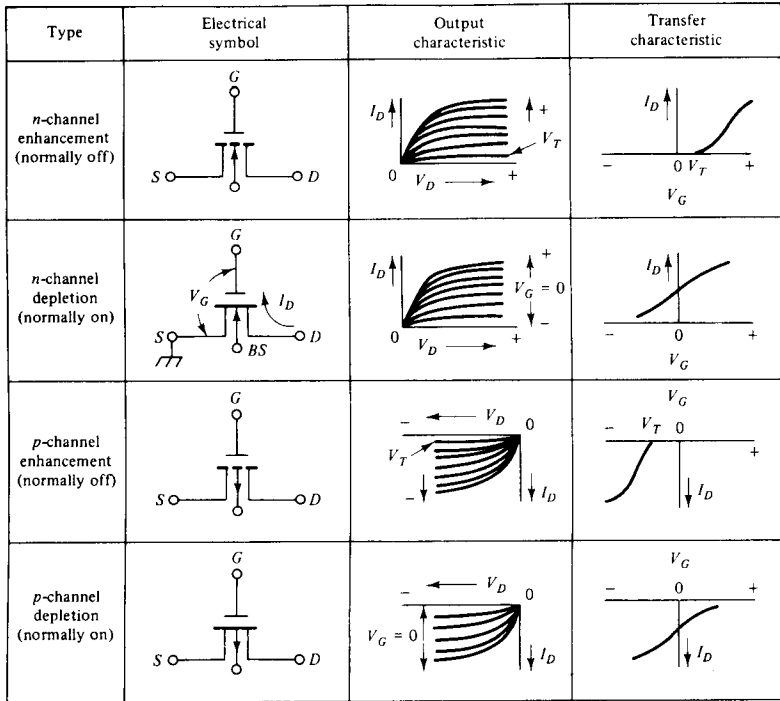 Type
Electrical symbol
Output characteristic
Transfer characteristic
n-channel
enhancement
(normally off)
G
S
D
I_D
+
V_T
0
V_D
+
I_D
-
0
V_T
+
V_G
n-channel
depletion
(normally on)
G
V_G
I_D
S
BS
D
I_D
+
V_G = 0
-
0
V_D
+
I_D
-
0
+
V_G
p-channel
enhancement
(normally off)
G
S
D
-
V_D
0
V_T
-
I_D
V_G
-
V_T
0
+
I_D
p-channel
depletion
(normally on)
G
S
D
-
V_D
0
V_G = 0
I_D
V_G
-
0
+
I_D